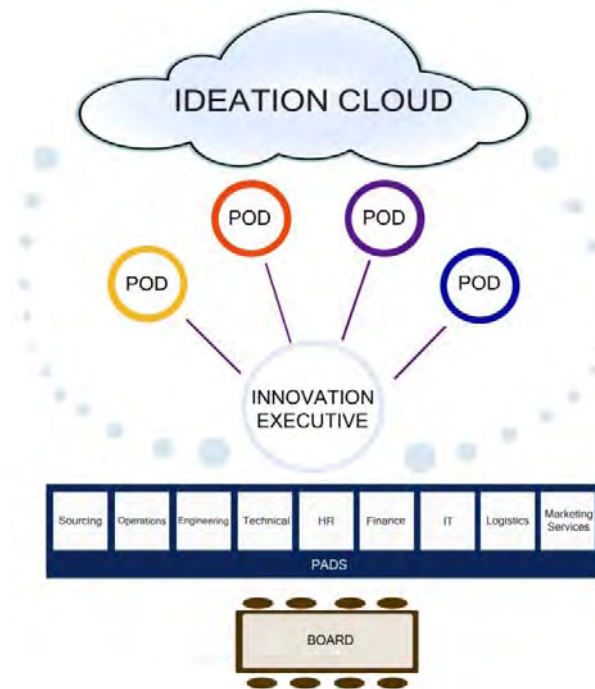 IDEATION CLOUD
POD
POD
POD
POD
INNOVATION
EXECUTIVE
Sourcing
Operations
Engineering
Technical
HR
Finance
IT
Logistics
Marketing
Services
PADS
BOARD